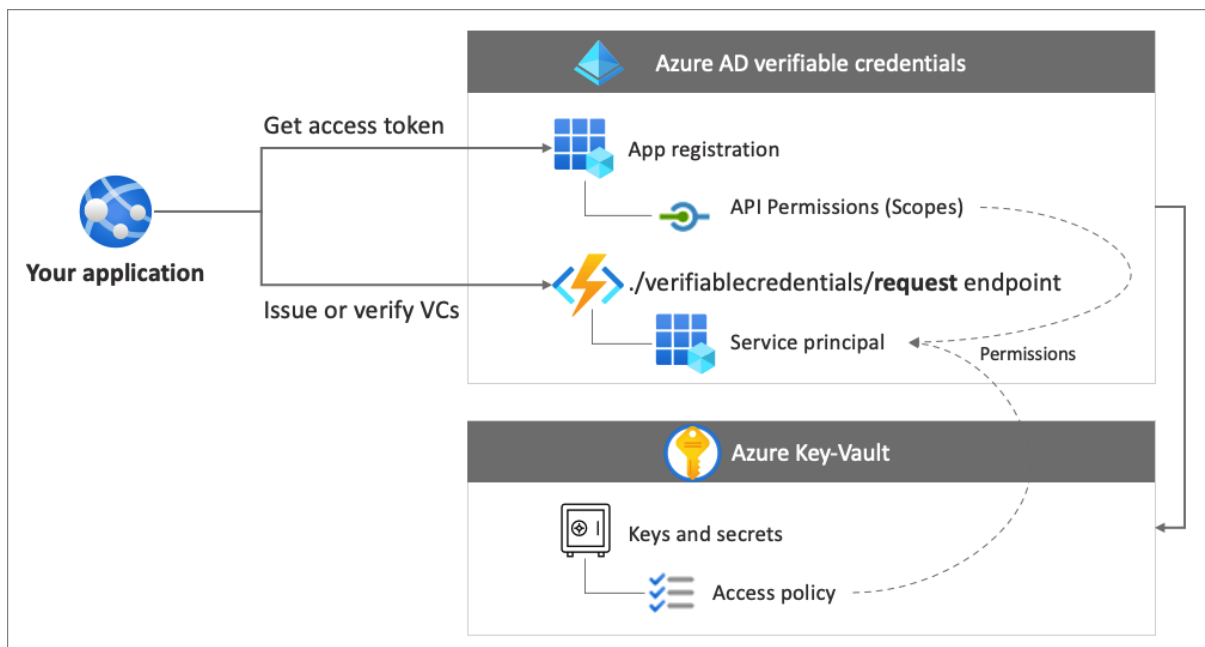 Azure AD verifiable credentials
Get access token
App registration
API Permissions (Scopes)
Your application
./verifiablecredentials/request endpoint
Issue or verify VCs
Service principal
Permissions
Azure Key-Vault
Keys and secrets
Access policy